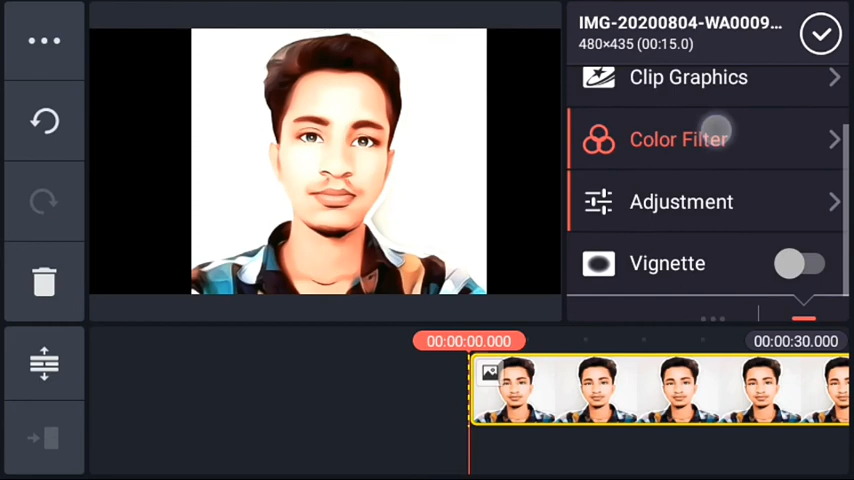 IMG-20200804-WA0009...
480×435 (00:15.0)
Clip Graphics
Color Filter
Adjustment
Vignette
00:00:00.000
00:00:30.000